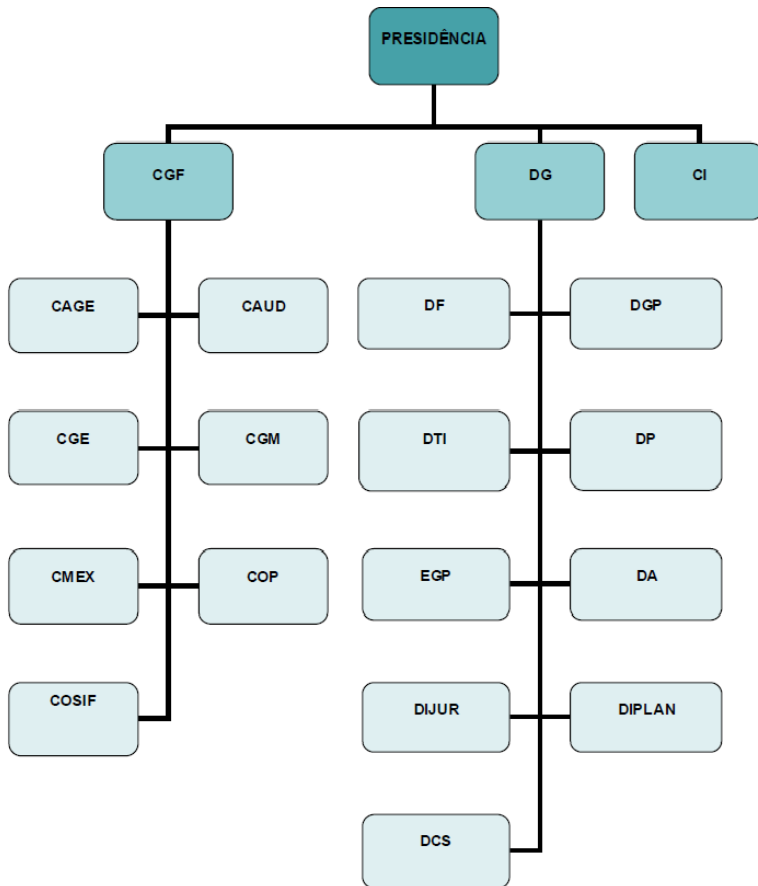 PRESIDÊNCIA
CGF
DG
CI
CAGE
CAUD
DF
DGP
CGE
CGM
DTI
DP
CMEX
COP
EGP
DA
COSIF
DIJUR
DIPLAN
DCS